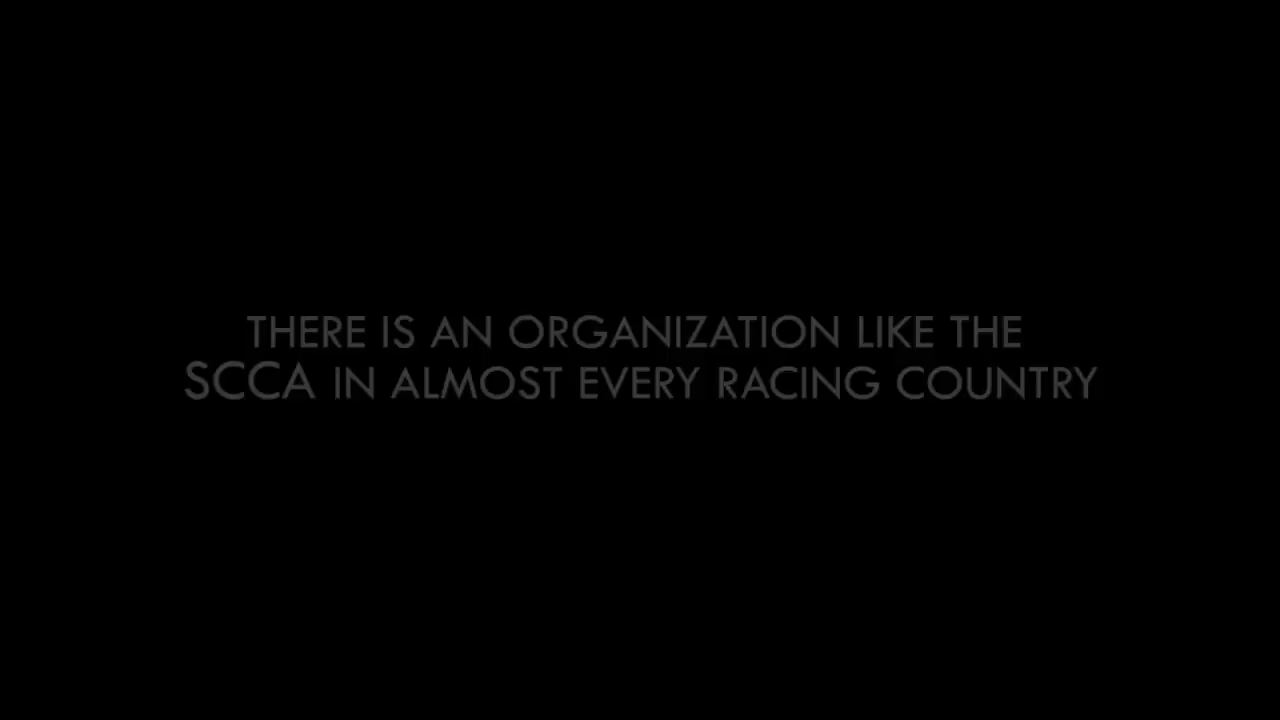 THERE IS AN ORGANIZATION LIKE THE
SCCA IN ALMOST EVERY RACING COUNTRY